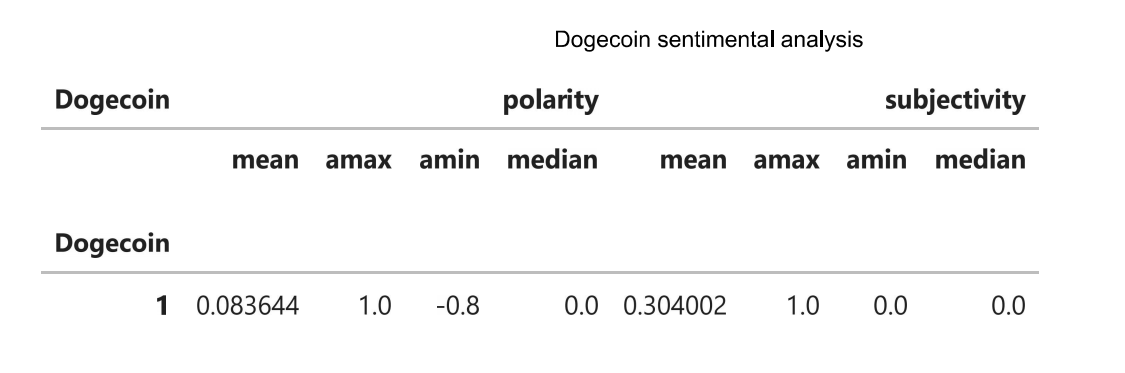 Dogecoin sentimental analysis
Dogecoin polarity subjectivity
mean amax amin median mean amax amin median
Dogecoin
1 0.083644 1.0 -0.8 0.0 0.304002 1.0 0.0 0.0